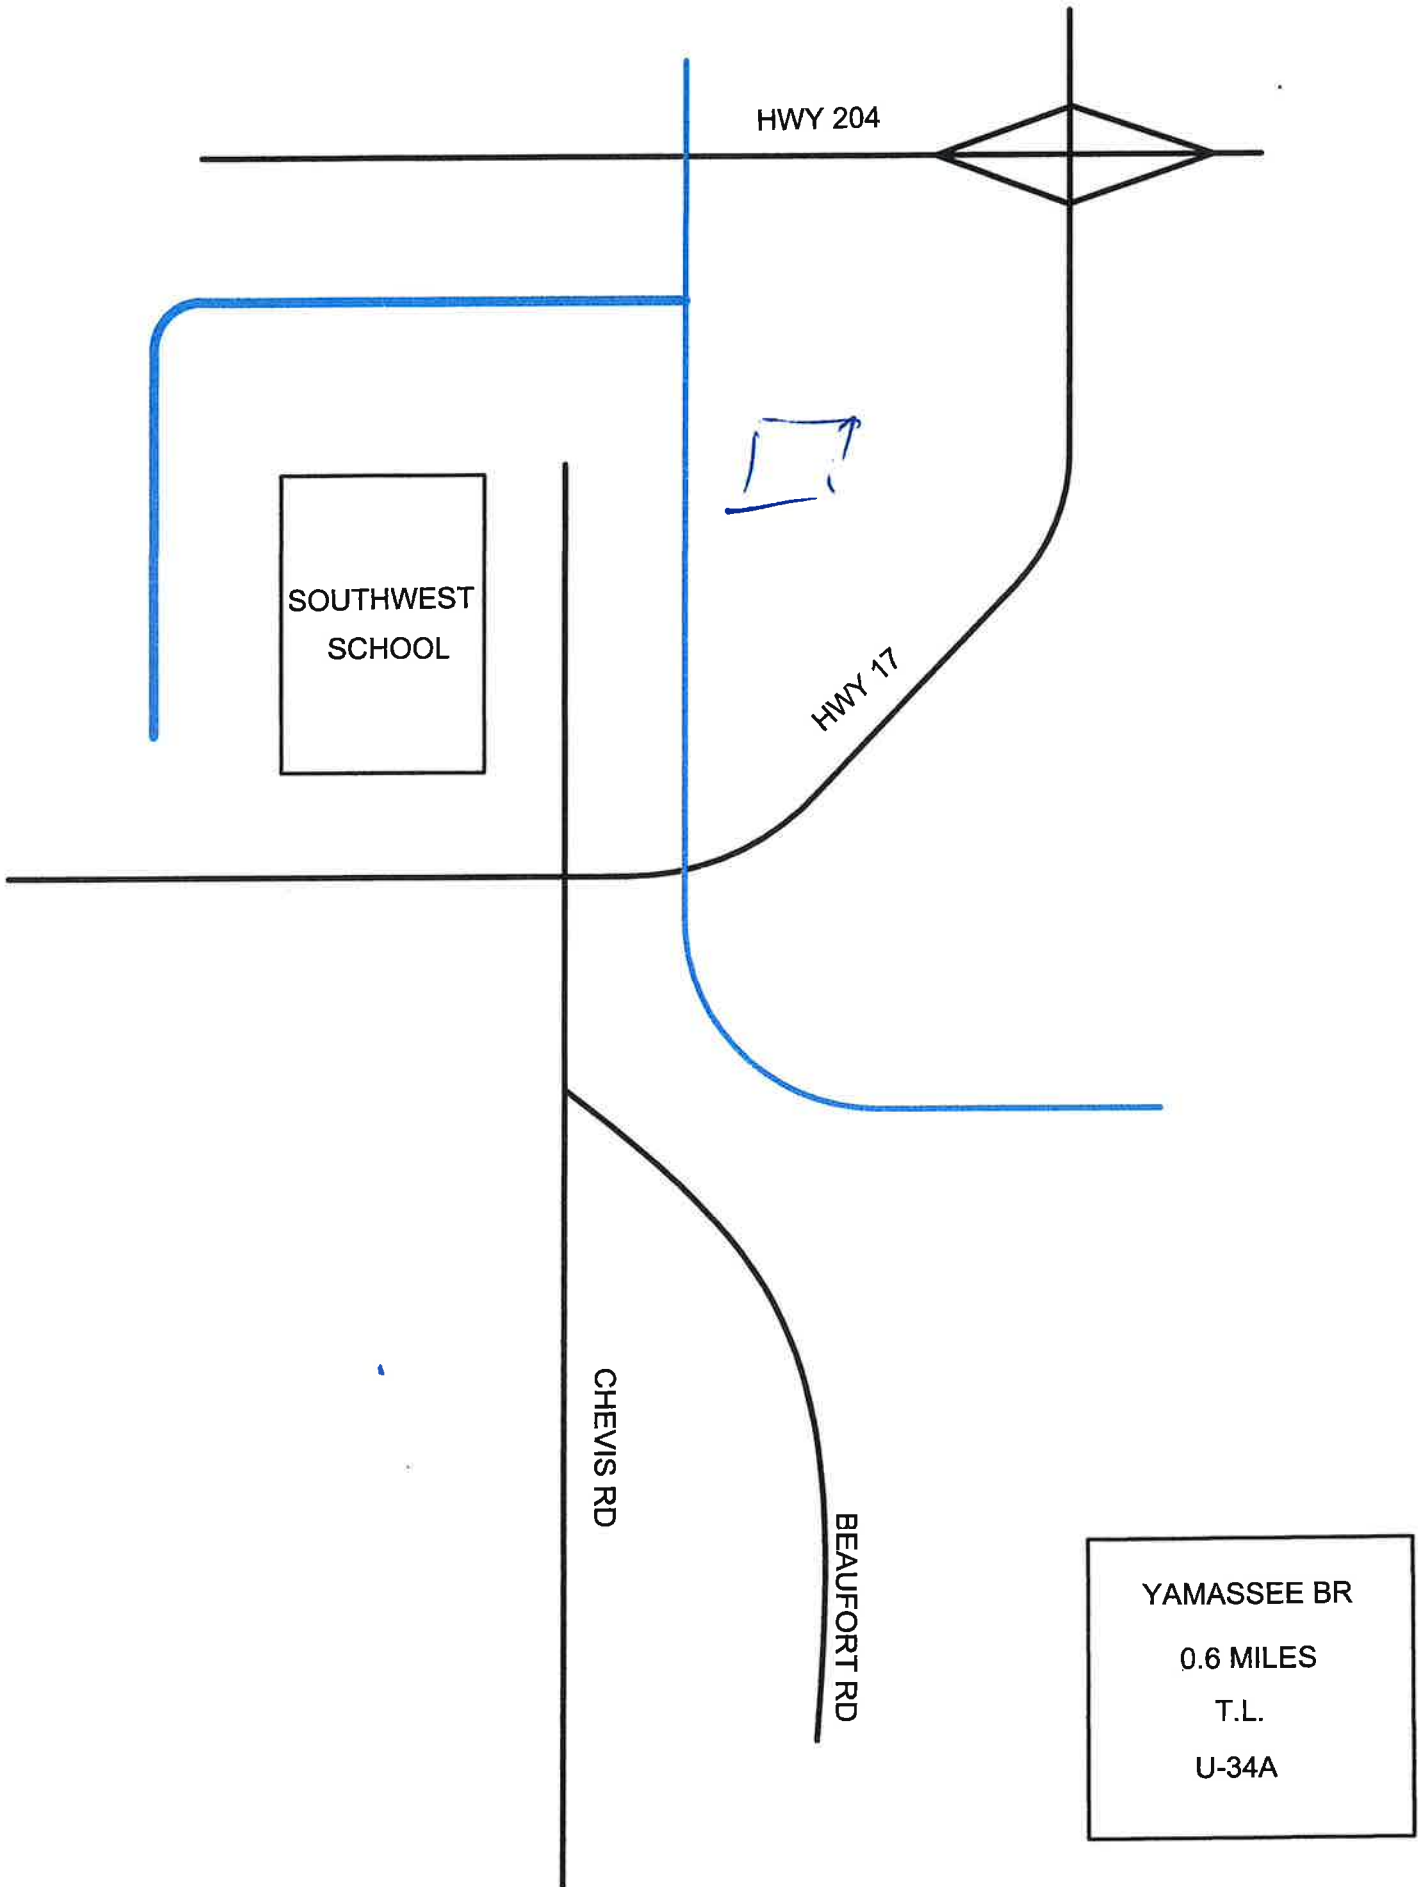 HWY 204
SOUTHWEST
SCHOOL
HWY 17
CHEVIS RD
BEAUFORT RD
YAMASSEE BR
0.6 MILES
T.L.
U-34A